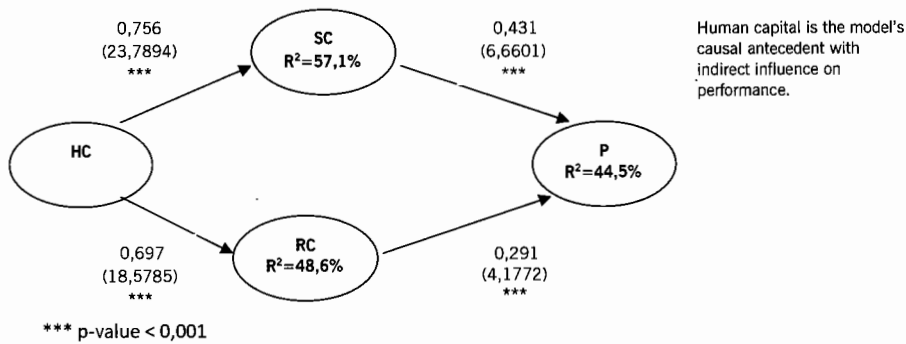 0,756
(23,7894)
***
SC
R²=57,1%
0,431
(6,6601)
***
Human capital is the model's
causal antecedent with
indirect influence on
performance.
HC
P
R²=44,5%
0,697
(18,5785)
***
RC
R²=48,6%
0,291
(4,1772)
***
*** p-value < 0,001